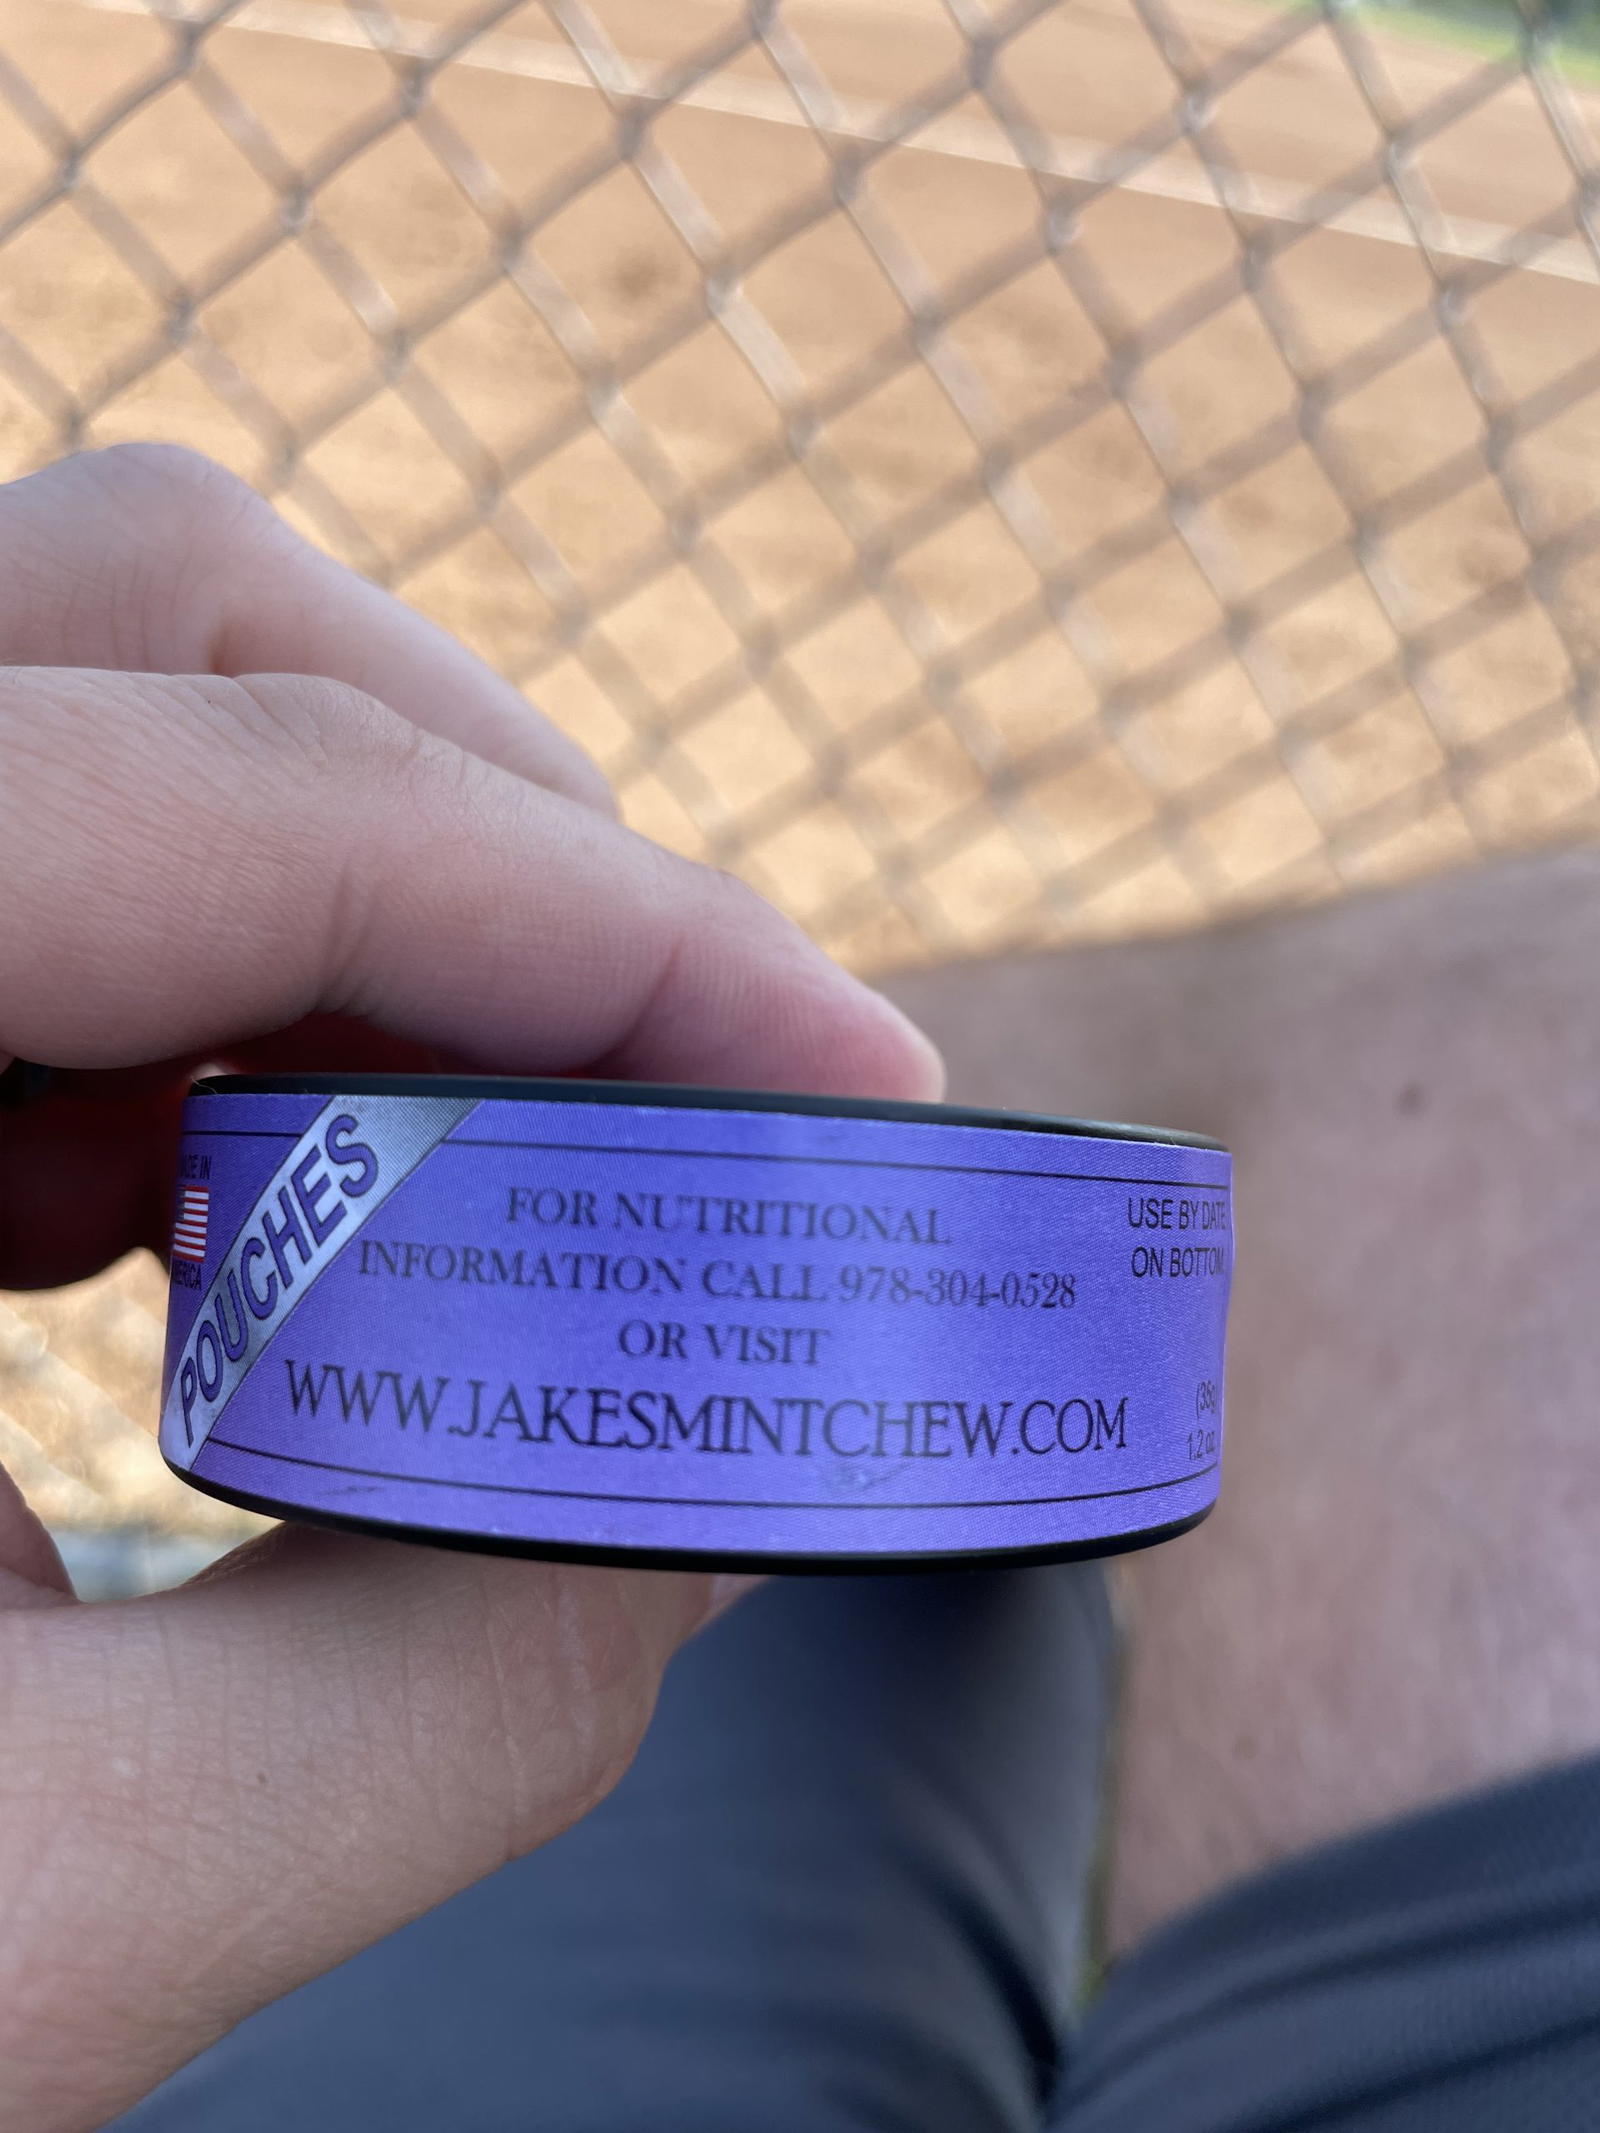 POUCHES
FOR NUTRITIONAL
INFORMATION CALL 978-304-0528
OR VISIT
WWW.JAKESMINTCHEW.COM
USE BY DATE
ON BOTTOM
1.2 oz